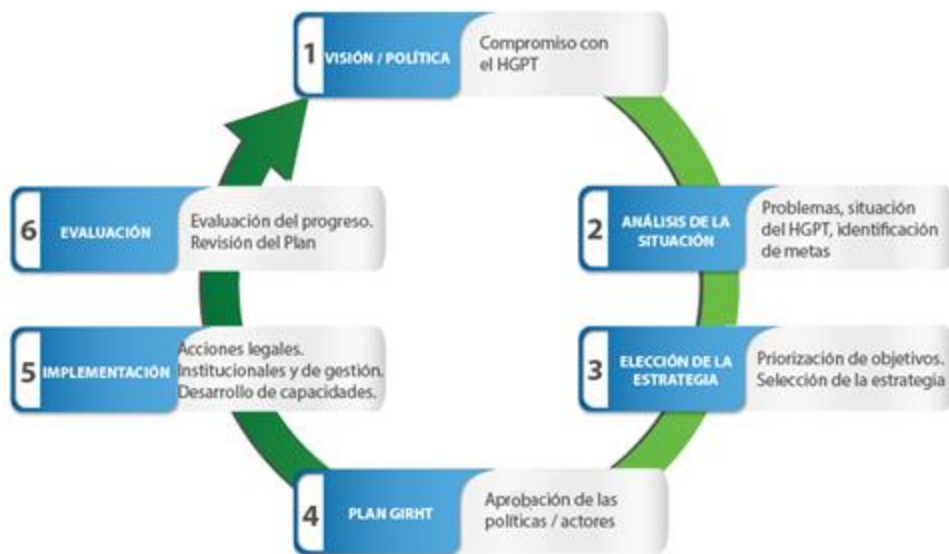 1
VISIÓN / POLÍTICA
Compromiso con
el HGPT
2
ANÁLISIS DE LA
SITUACIÓN
Problemas, situación
del HGPT, identificación
de metas
3
ELECCIÓN DE LA
ESTRATEGIA
Priorización de objetivos.
Selección de la estrategia
4
PLAN GIRHT
Aprobación de las
políticas / actores
5
IMPLEMENTACIÓN
Acciones legales.
Institucionales y de gestión.
Desarrollo de capacidades.
6
EVALUACIÓN
Evaluación del progreso.
Revisión del Plan